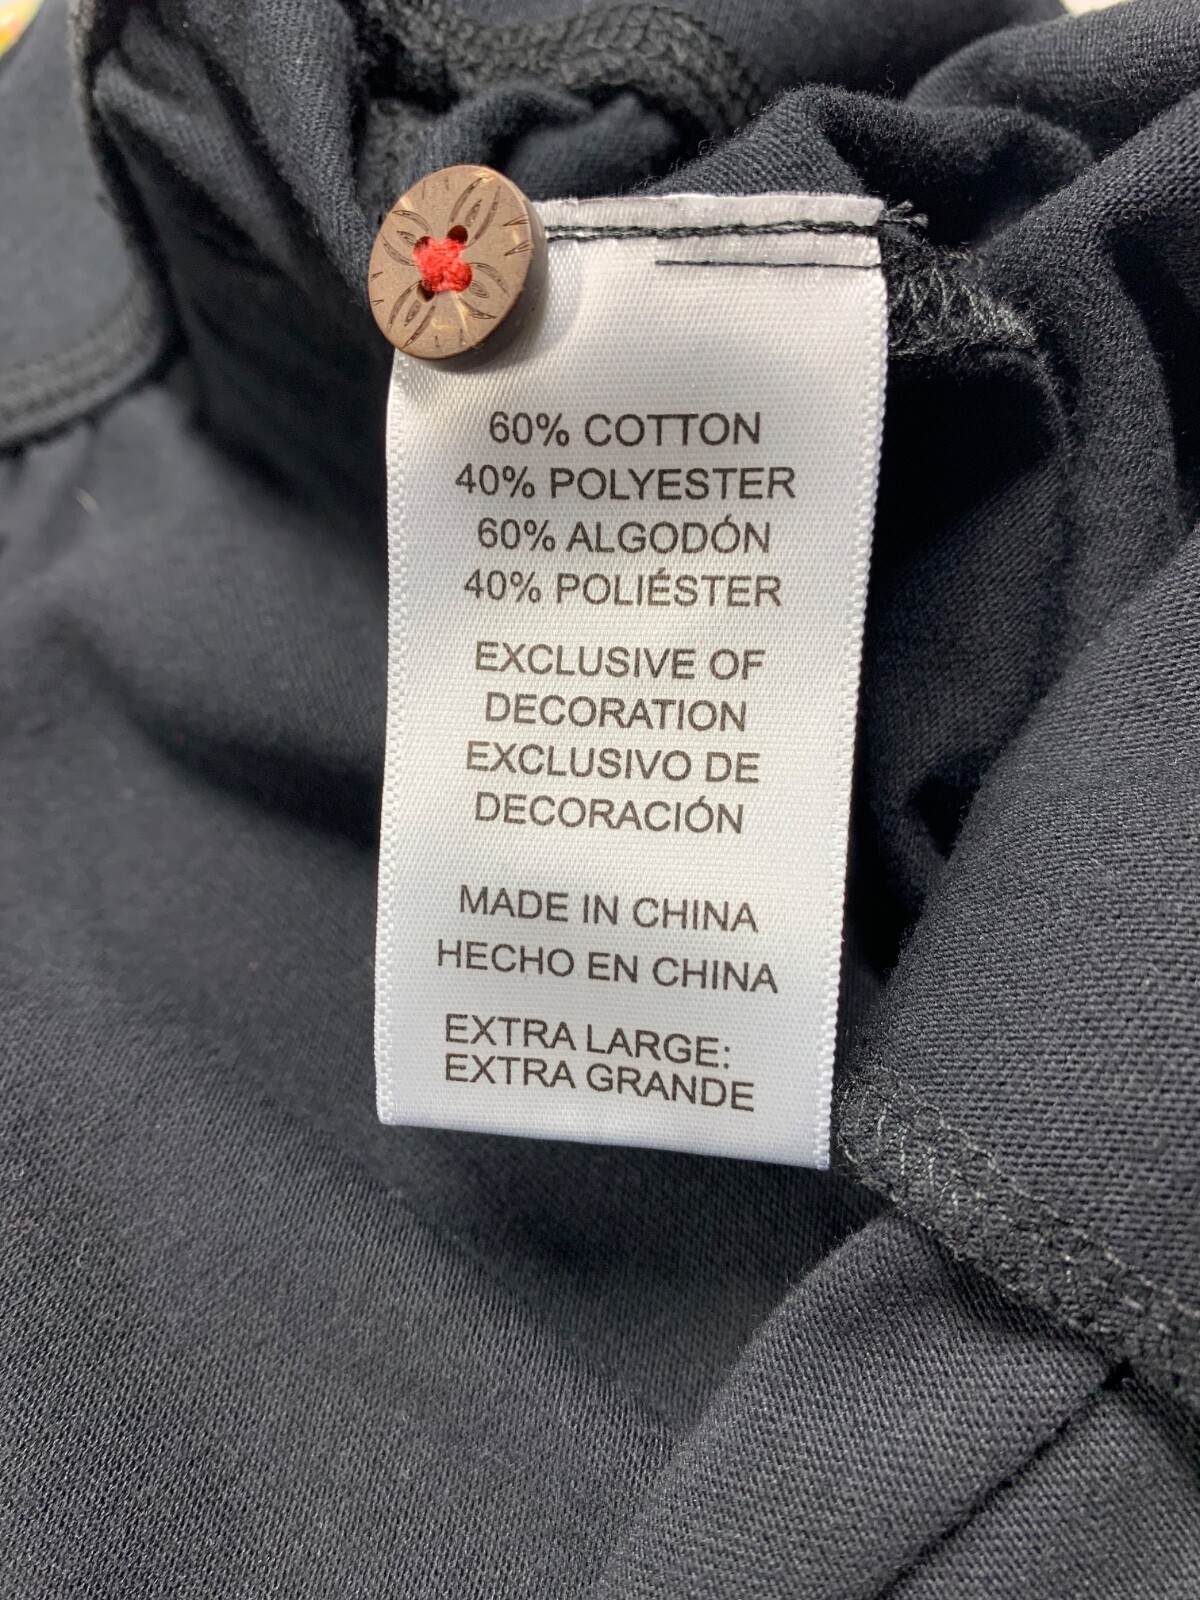 60% COTTON
40% POLYESTER
60% ALGODÓN
40% POLIÉSTER
EXCLUSIVE OF
DECORATION
EXCLUSIVO DE
DECORACIÓN
MADE IN CHINA
HECHO EN CHINA
EXTRA LARGE:
EXTRA GRANDE